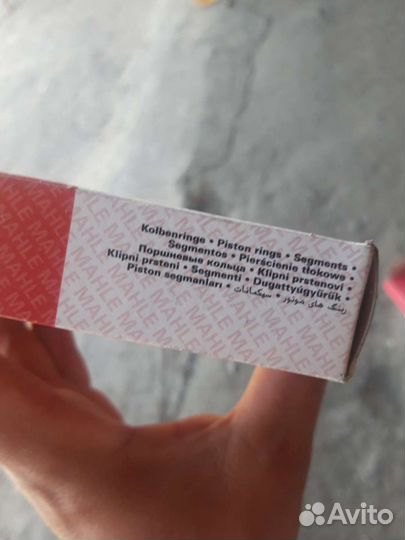 Kolbenringe • Piston rings • Segments •
Segmentos • Pierścienie tłokowe •
Поршневые кольца • Klipni prstenovi •
Klipni prsteni • Segmenti • Dugattyúgyűrűk •
Piston segmanları • رینگ های موتور • سيكمانات
MAHLE
Avito